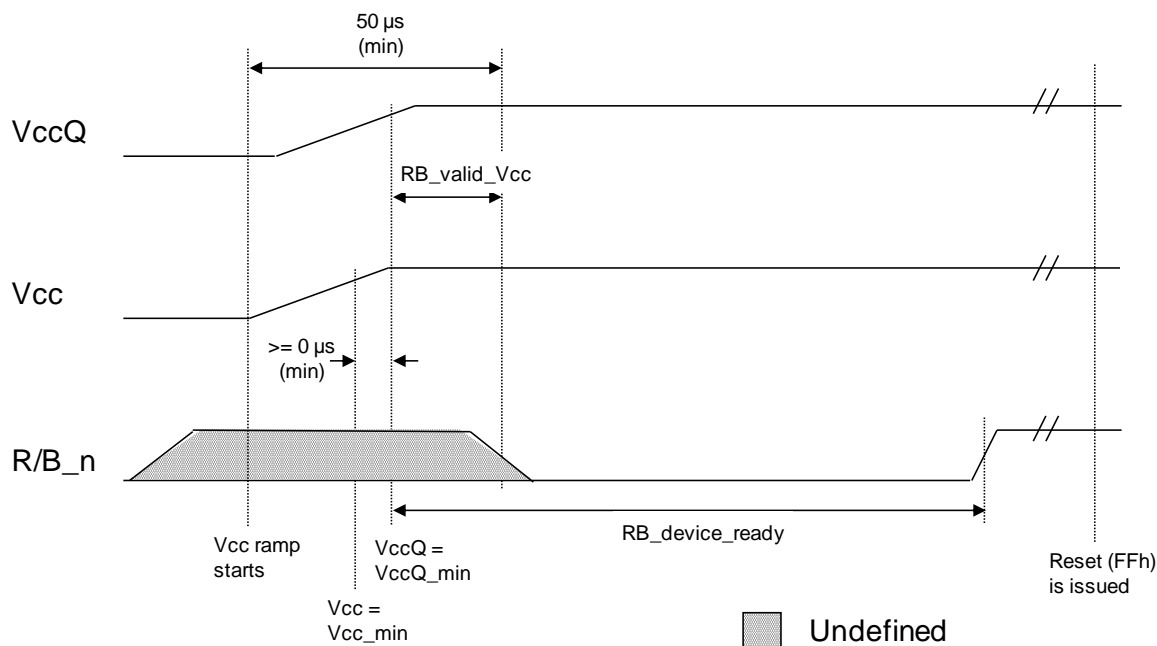 50 µs
(min)
VccQ
RB_valid_Vcc
Vcc
>= 0 µs
(min)
R/B_n
RB_device_ready
Vcc ramp
starts
VccQ =
VccQ_min
Reset (FFh)
is issued
Vcc =
Vcc_min
Undefined